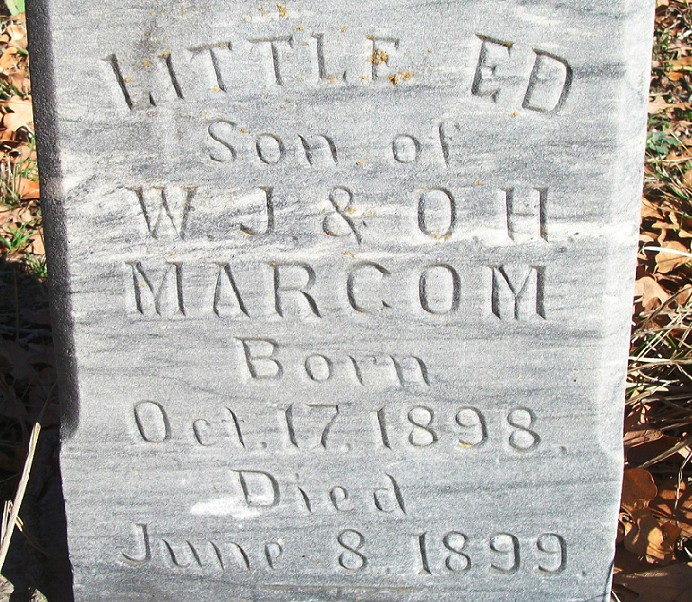 LITTLE ED
Son of
W. J. & O H
MARCOM
Born
Oct. 17, 1898.
Died
June 8, 1899.